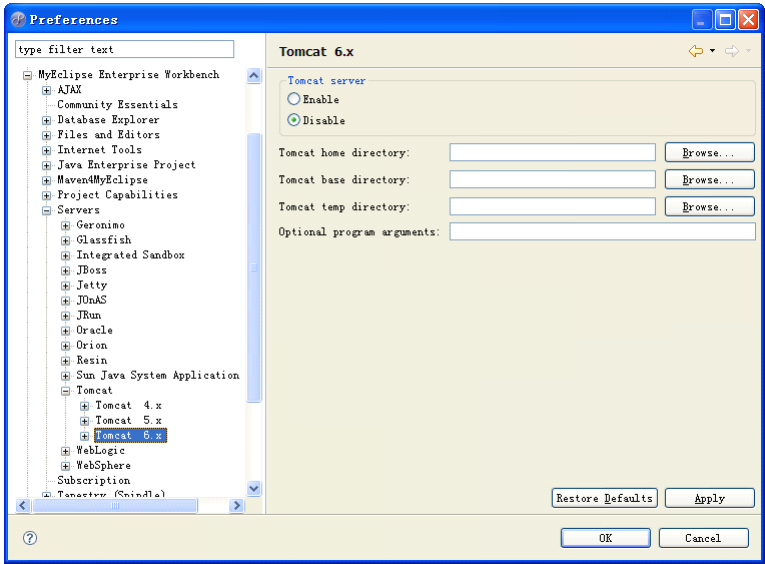 Preferences
type filter text
MyEclipse Enterprise Workbench
AJAX
Community Essentials
Database Explorer
Files and Editors
Internet Tools
Java Enterprise Project
Maven4MyEclipse
Project Capabilities
Servers
Geronimo
Glassfish
Integrated Sandbox
JBoss
Jetty
JOnAS
JRun
Oracle
Orion
Resin
Sun Java System Application
Tomcat
Tomcat 4.x
Tomcat 5.x
Tomcat 6.x
WebLogic
WebSphere
Subscription
Tapestry (Spindle)
Tomcat 6.x
Tomcat server
Enable
Disable
Tomcat home directory:
Browse...
Tomcat base directory:
Browse...
Tomcat temp directory:
Browse...
Optional program arguments:
Restore Defaults
Apply
OK
Cancel